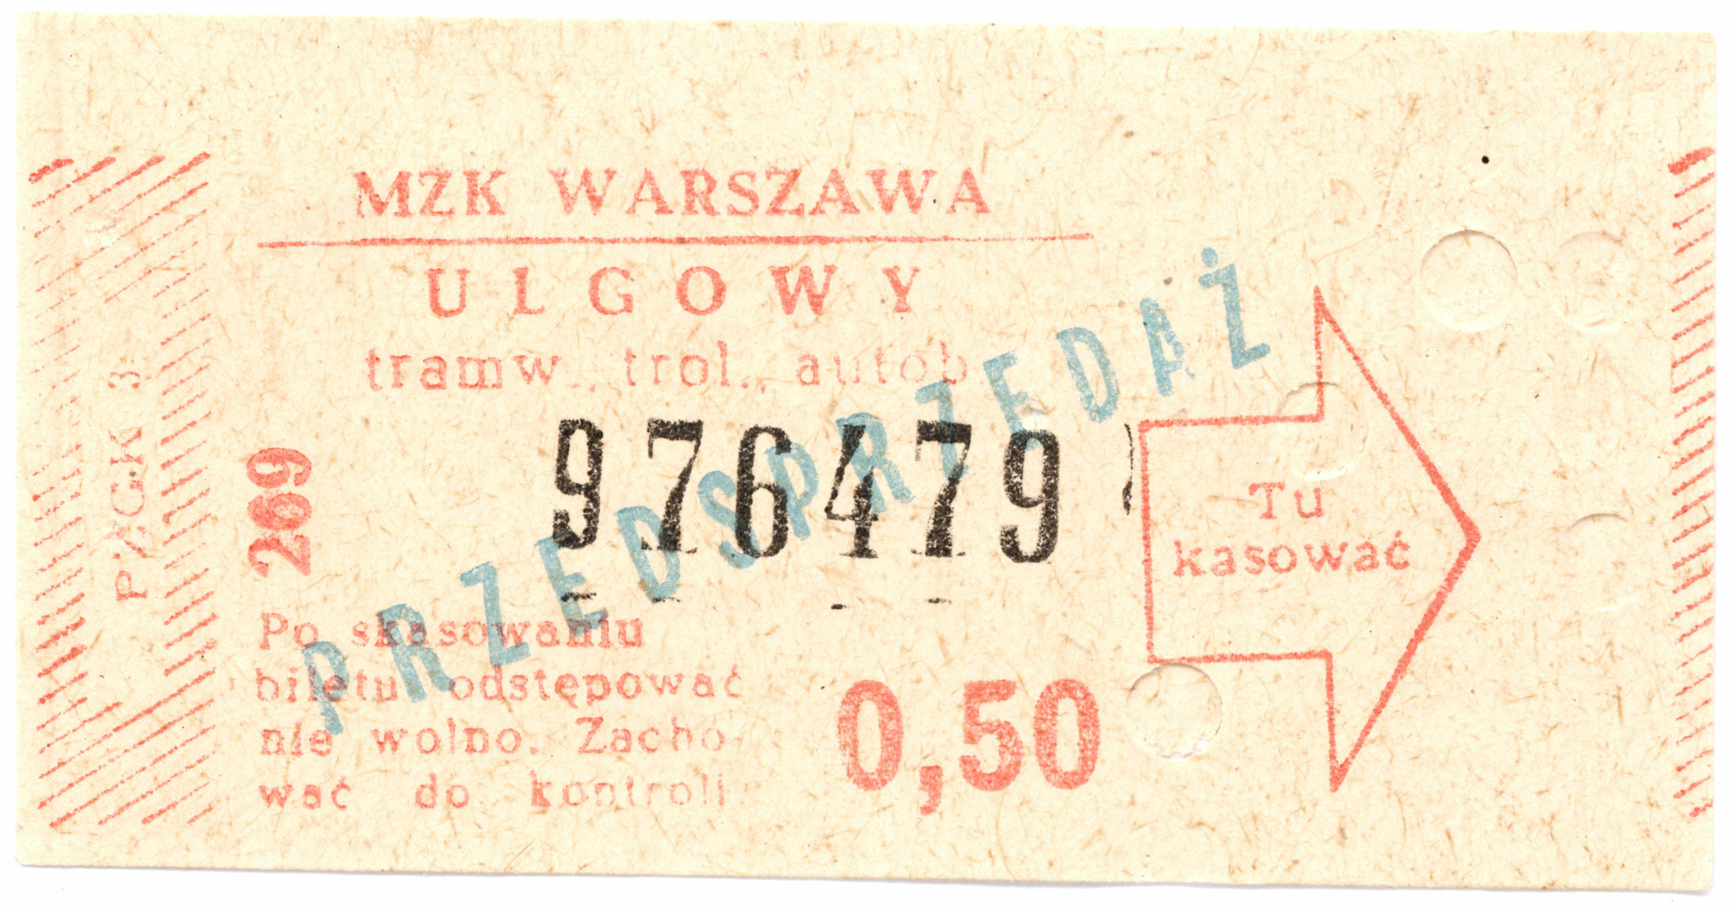 MZK WARSZAWA
ULGOWY
tramw., trol., autob
976479
PRZEDSPRZEDAŻ
269
PZGK 3.
Tu
kasować
Po skasowaniu
biletu odstępować
nie wolno. Zacho-
wać do kontroli
0,50